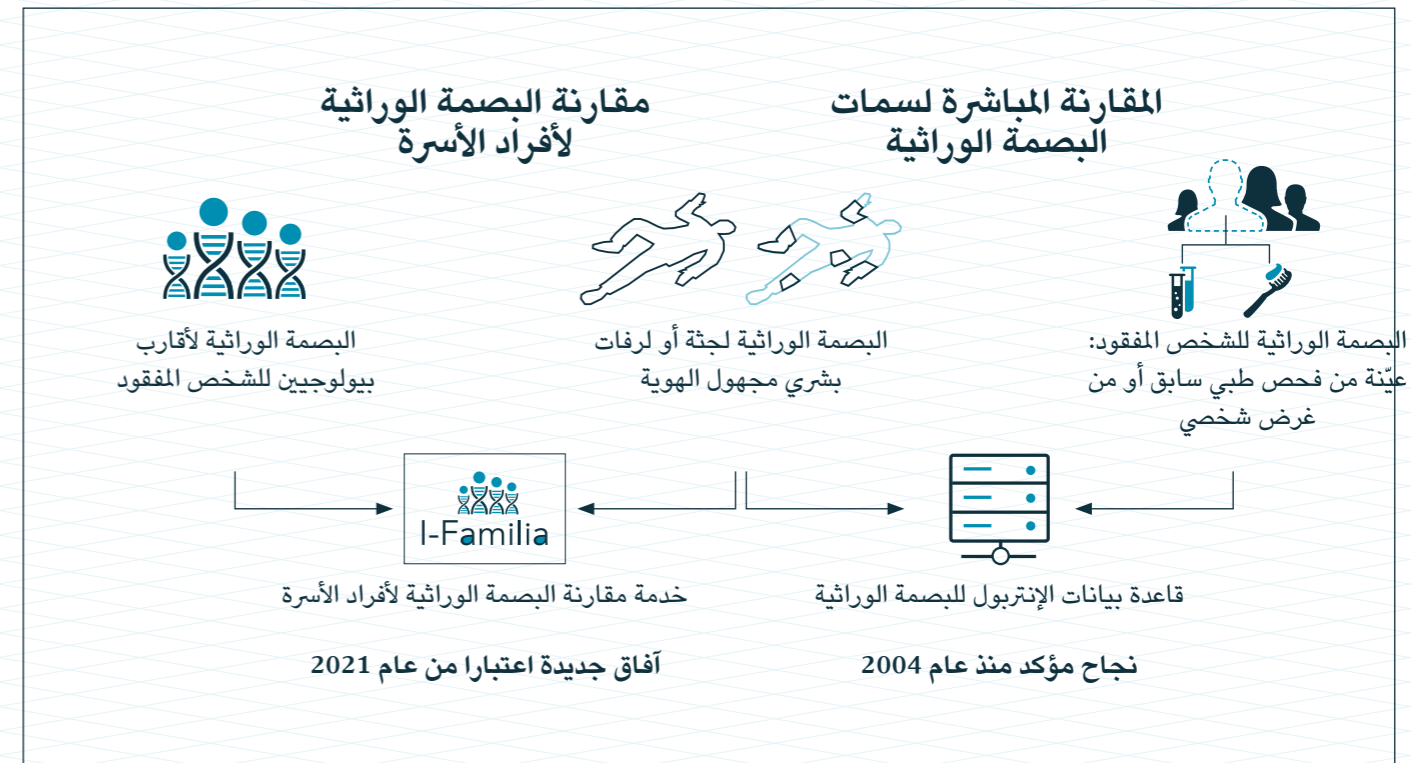 المقارنة المباشرة لسمات
البصمة الوراثية
مقارنة البصمة الوراثية
لأفراد الأسرة
البصمة الوراثية للشخص المفقود:
عيّنة من فحص طبي سابق أو من
غرض شخصي
البصمة الوراثية لجثة أو لرفات
بشري مجهول الهوية
البصمة الوراثية لأقارب
بيولوجيين للشخص المفقود
I-Familia
قاعدة بيانات الإنتربول للبصمة الوراثية
خدمة مقارنة البصمة الوراثية لأفراد الأسرة
نجاح مؤكد منذ عام 2004
آفاق جديدة اعتبارا من عام 2021